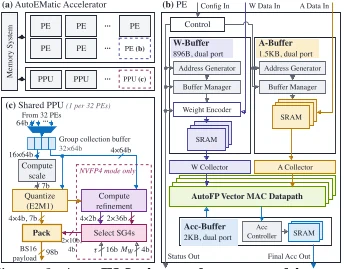 (a) AutoEMatic Accelerator
Memory System
PE PE ... PE
PE PE ... PE (b)
PPU PPU ... PPU (c)
(c) Shared PPU (1 per 32 PEs)
From 32 PEs
64b ...
Group collection buffer
32x64b
16x64b
4x64b
Compute scale
NVFP4 mode only
7b
Quantize (E2M1)
Compute refinement
4x4b, 7b
4x2b
2x36b
Pack
Select SG4s
2x10b
4b
BS16 payload
98b
16b
4b
(b) PE
Config In
W Data In
A Data In
Control
W-Buffer
896B, dual port
Address Generator
Buffer Manager
Weight Encoder
SRAM
A-Buffer
1.5KB, dual port
Address Generator
Buffer Manager
SRAM
W Collector
A Collector
AutoFP Vector MAC Datapath
Acc-Buffer
2KB, dual port
Acc Controller
SRAM
Status Out
Final Acc Out